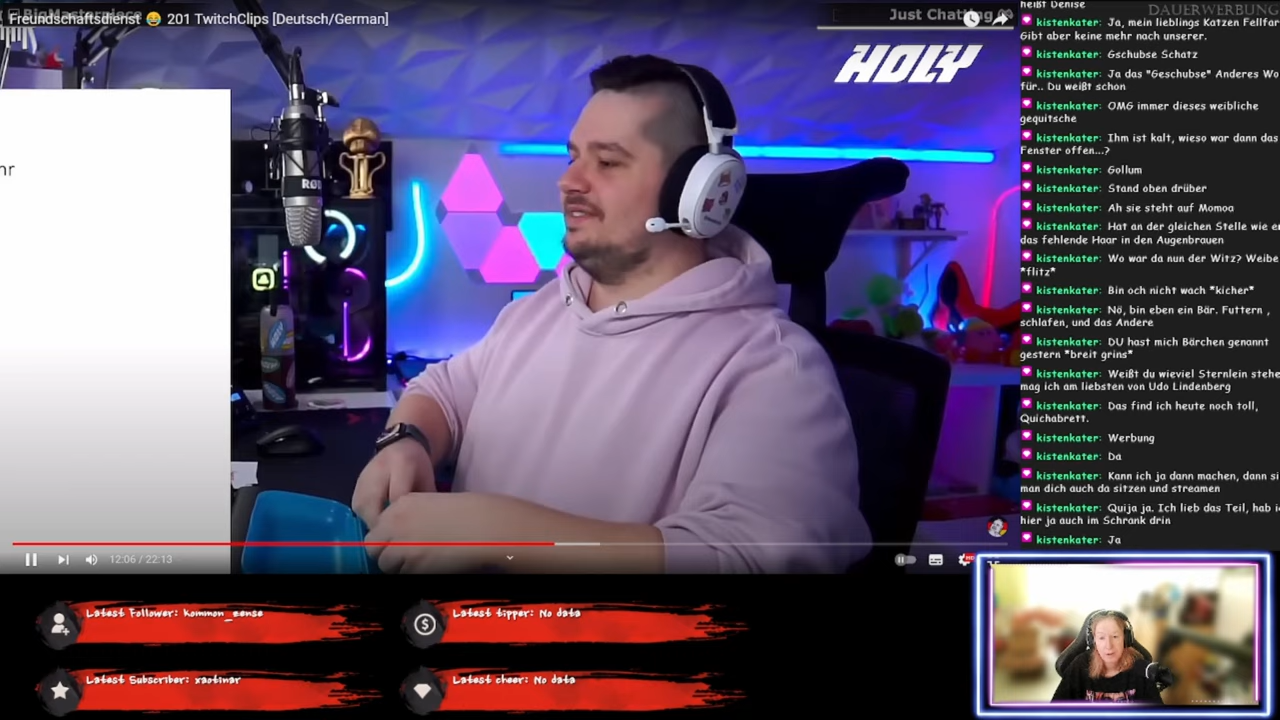 Freundschaftsdienst 😂 201 TwitchClips [Deutsch/German]
Just Chatting
HOLY
hr
RØDE
12:06 / 22:13
DAUERWERBUNG
heißt Denise
kistenkater: Ja, mein lieblings Katzen Fellfar
Gibt aber keine mehr nach unserer.
kistenkater: Gschubse Schatz
kistenkater: Ja das "Geschubse" Anderes Wo
für.. Du weißt schon
kistenkater: OMG immer dieses weibliche
gequitsche
kistenkater: Ihm ist kalt, wieso war dann das
Fenster offen...?
kistenkater: Gollum
kistenkater: Stand oben drüber
kistenkater: Ah sie steht auf Momoa
kistenkater: Hat an der gleichen Stelle wie er
das fehlende Haar in den Augenbrauen
kistenkater: Wo war da nun der Witz? Weibe
*flitz*
kistenkater: Bin och nicht wach *kicher*
kistenkater: Nö, bin eben ein Bär. Futtern ,
schlafen, und das Andere
kistenkater: DU hast mich Bärchen genannt
gestern *breit grins*
kistenkater: Weißt du wieviel Sternlein stehe
mag ich am liebsten von Udo Lindenberg
kistenkater: Das find ich heute noch toll,
Quichabrett.
kistenkater: Werbung
kistenkater: Da
kistenkater: Kann ich ja dann machen, dann si
man dich auch da sitzen und streamen
kistenkater: Quija ja. Ich lieb das Teil, hab i
hier ja auch im Schrank drin
kistenkater: Ja
Latest Follower: Kommon_zense
Latest tipper: No data
Latest Subscriber: xaotinar
Latest cheer: No data